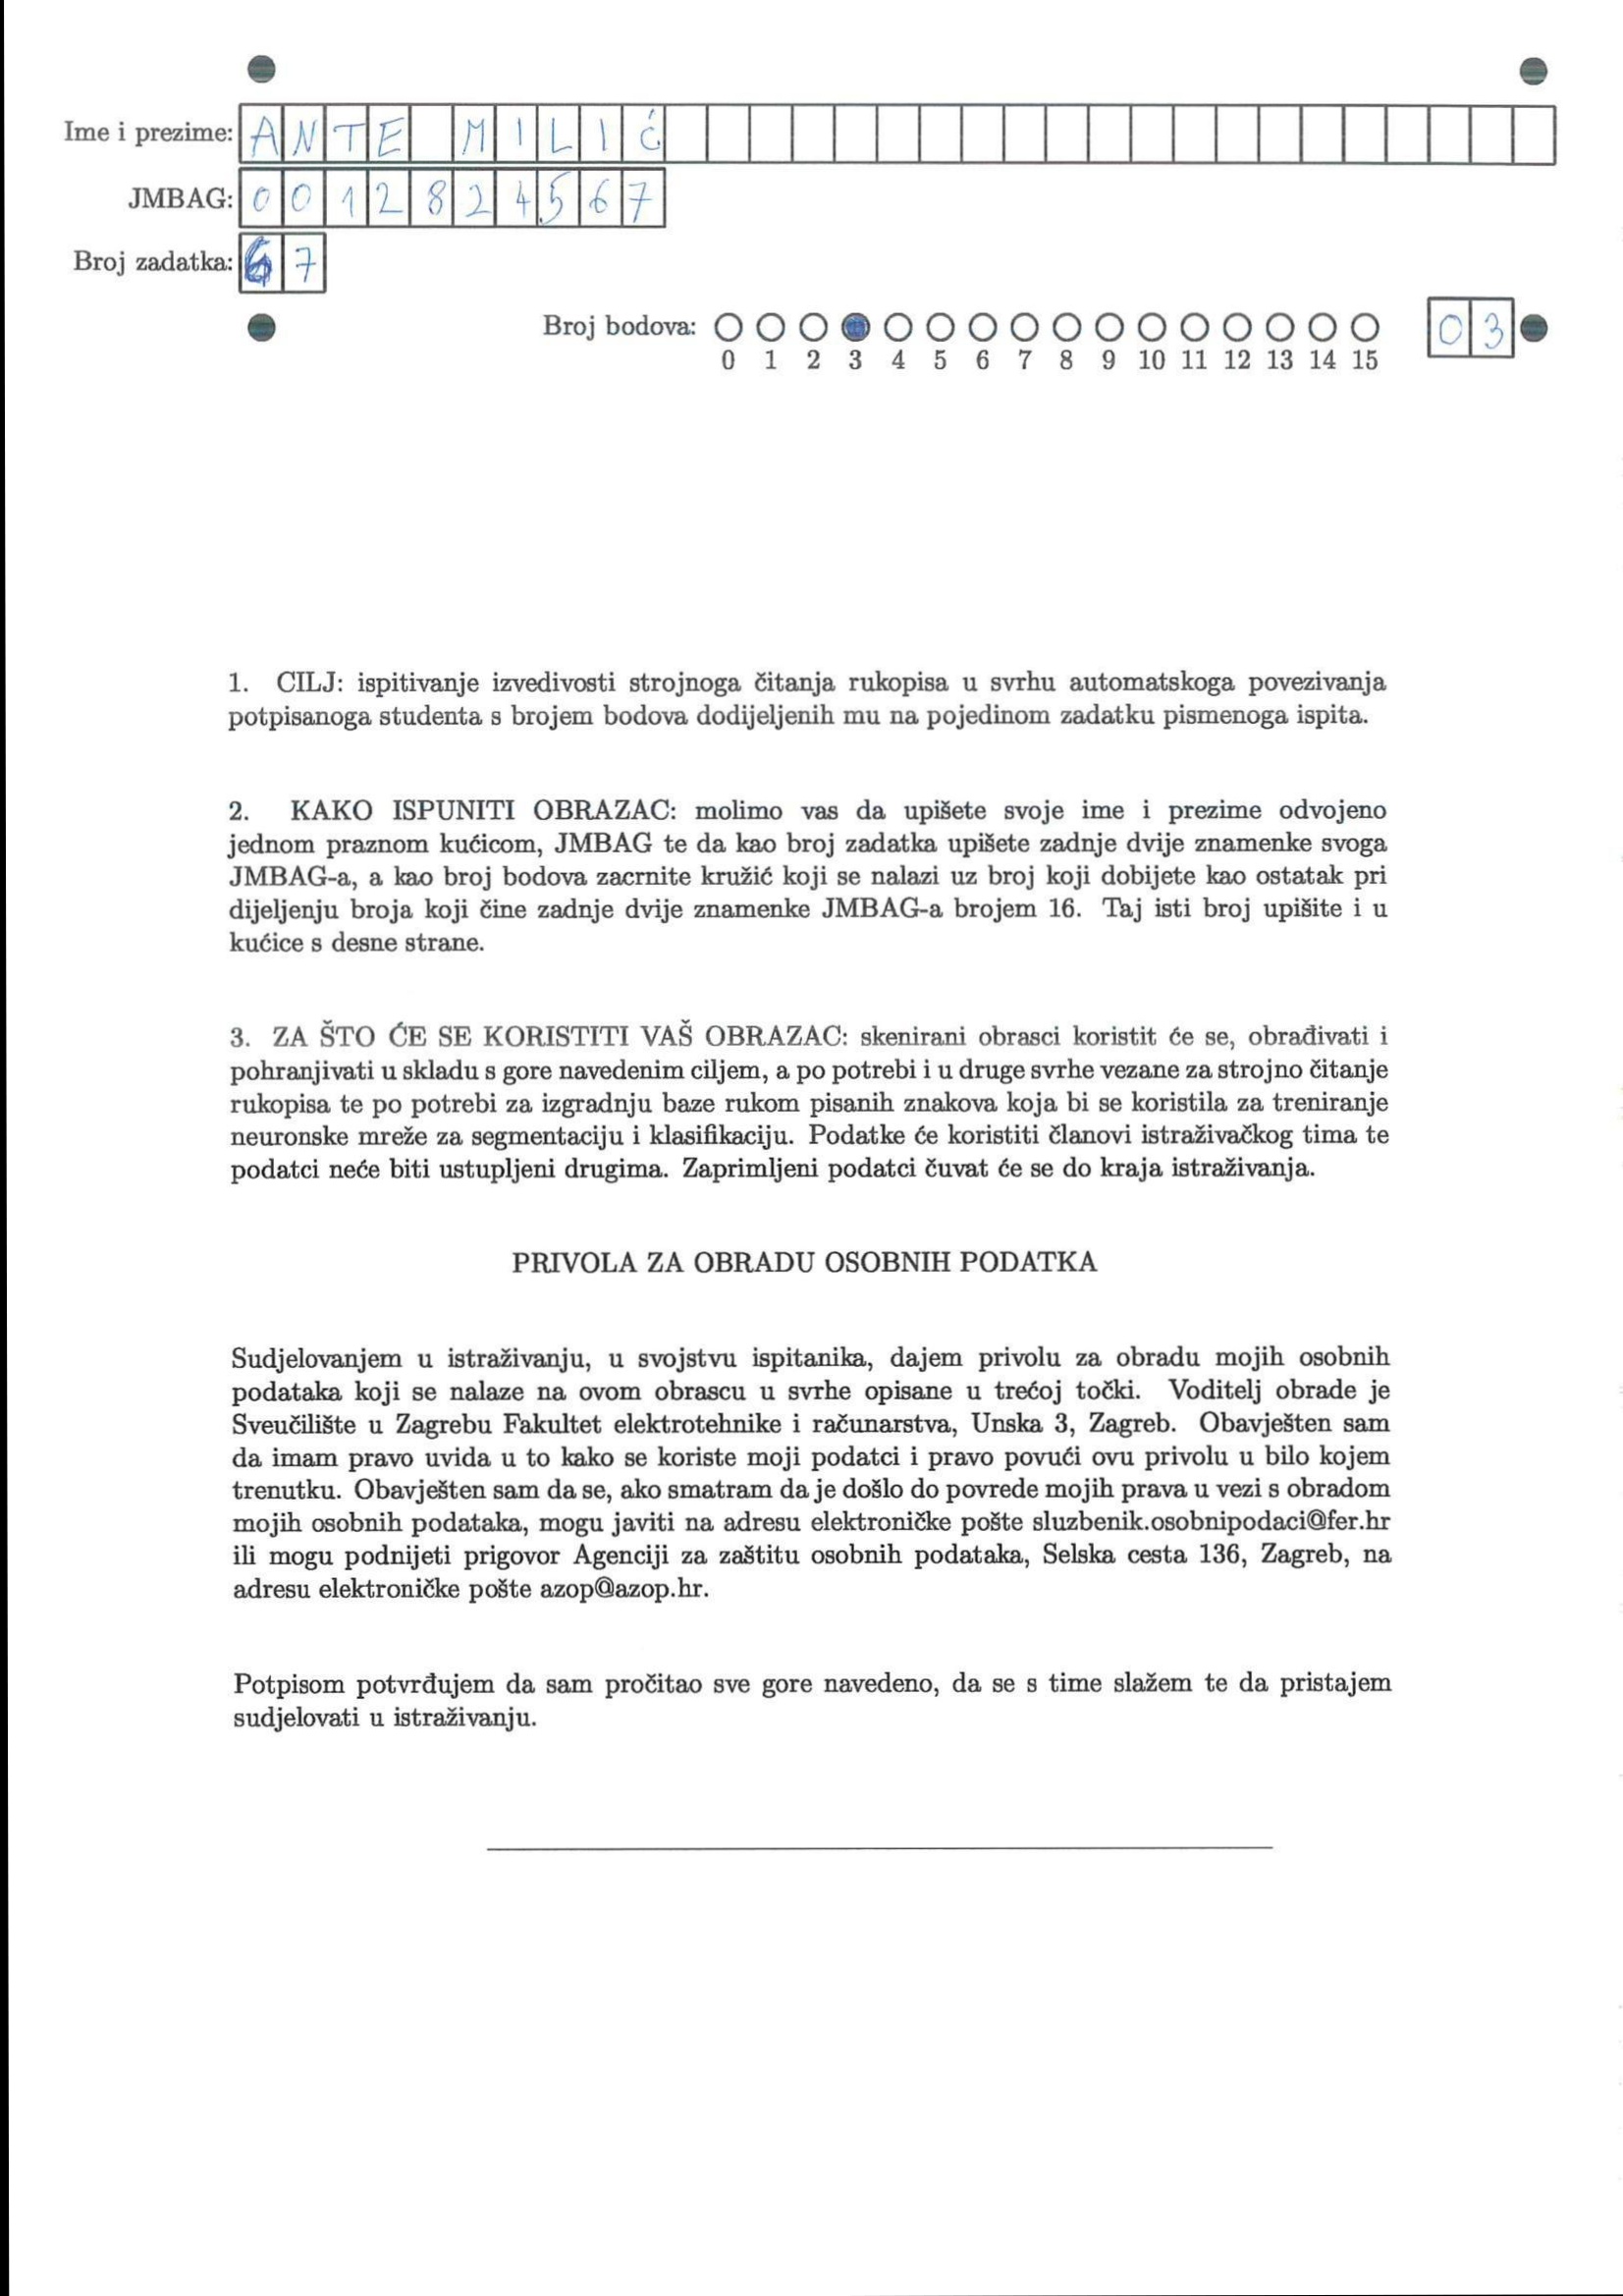 Ime i prezime: ANTE MILIĆ
JMBAG: 0012824567
Broj zadatka: 67
Broj bodova: 03
0 1 2 3 4 5 6 7 8 9 10 11 12 13 14 15
1. CILJ: ispitivanje izvedivosti strojnoga čitanja rukopisa u svrhu automatskoga povezivanja
potpisanoga studenta s brojem bodova dodijeljenih mu na pojedinom zadatku pismenoga ispita.
2. KAKO ISPUNITI OBRAZAC: molimo vas da upišete svoje ime i prezime odvojeno
jednom praznom kućicom, JMBAG te da kao broj zadatka upišete zadnje dvije znamenke svoga
JMBAG-a, a kao broj bodova zacrnite kružić koji se nalazi uz broj koji dobijete kao ostatak pri
dijeljenju broja koji čine zadnje dvije znamenke JMBAG-a brojem 16. Taj isti broj upišite i u
kućice s desne strane.
3. ZA ŠTO ĆE SE KORISTITI VAŠ OBRAZAC: skenirani obrasci koristit će se, obrađivati i
pohranjivati u skladu s gore navedenim ciljem, a po potrebi i u druge svrhe vezane za strojno čitanje
rukopisa te po potrebi za izgradnju baze rukom pisanih znakova koja bi se koristila za treniranje
neuronske mreže za segmentaciju i klasifikaciju. Podatke će koristiti članovi istraživačkog tima te
podatci neće biti ustupljeni drugima. Zaprimljeni podatci čuvat će se do kraja istraživanja.
PRIVOLA ZA OBRADU OSOBNIH PODATKA
Sudjelovanjem u istraživanju, u svojstvu ispitanika, dajem privolu za obradu mojih osobnih
podataka koji se nalaze na ovom obrascu u svrhe opisane u trećoj točki. Voditelj obrade je
Sveučilište u Zagrebu Fakultet elektrotehnike i računarstva, Unska 3, Zagreb. Obavješten sam
da imam pravo uvida u to kako se koriste moji podatci i pravo povući ovu privolu u bilo kojem
trenutku. Obavješten sam da se, ako smatram da je došlo do povrede mojih prava u vezi s obradom
mojih osobnih podataka, mogu javiti na adresu elektroničke pošte sluzbenik.osobnipodaci@fer.hr
ili mogu podnijeti prigovor Agenciji za zaštitu osobnih podataka, Selska cesta 136, Zagreb, na
adresu elektroničke pošte azop@azop.hr.
Potpisom potvrđujem da sam pročitao sve gore navedeno, da se s time slažem te da pristajem
sudjelovati u istraživanju.